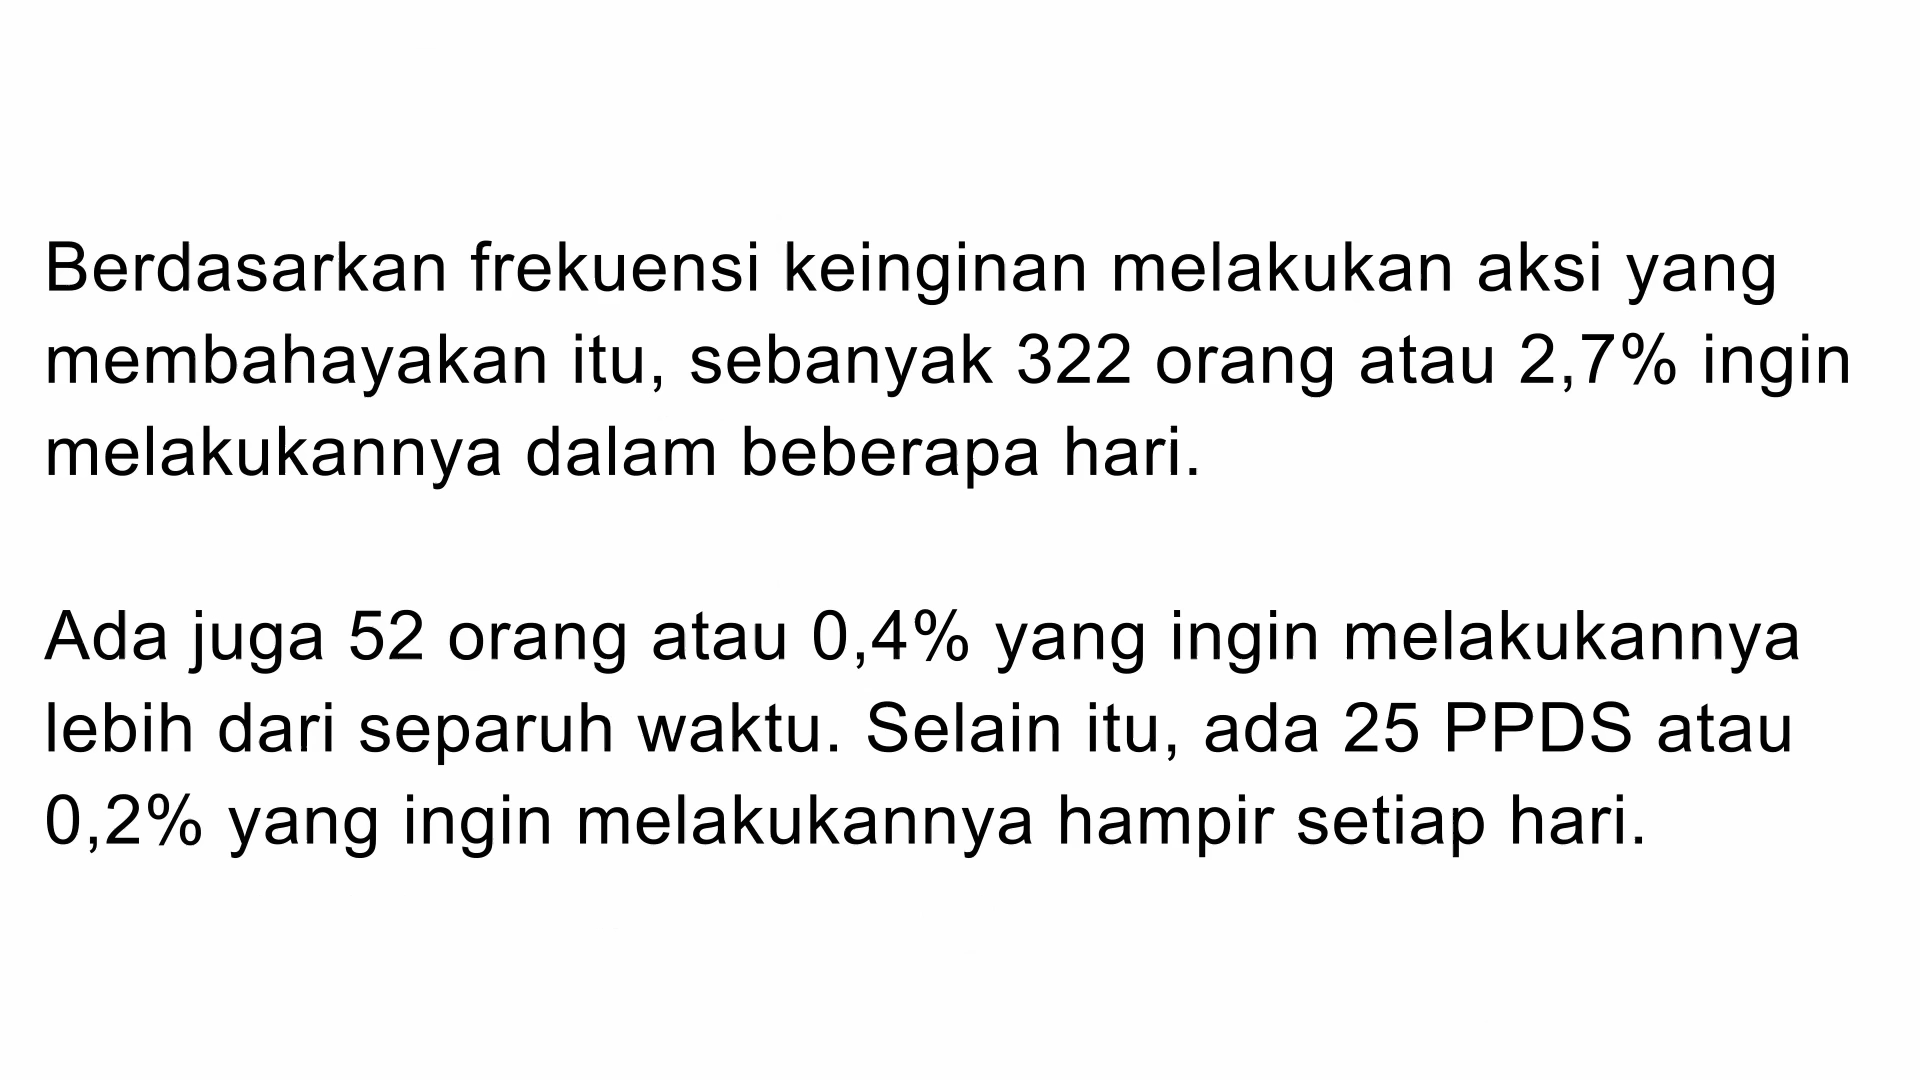 Berdasarkan frekuensi keinginan melakukan aksi yang
membahayakan itu, sebanyak 322 orang atau 2,7% ingin
melakukannya dalam beberapa hari.
Ada juga 52 orang atau 0,4% yang ingin melakukannya
lebih dari separuh waktu. Selain itu, ada 25 PPDS atau
0,2% yang ingin melakukannya hampir setiap hari.